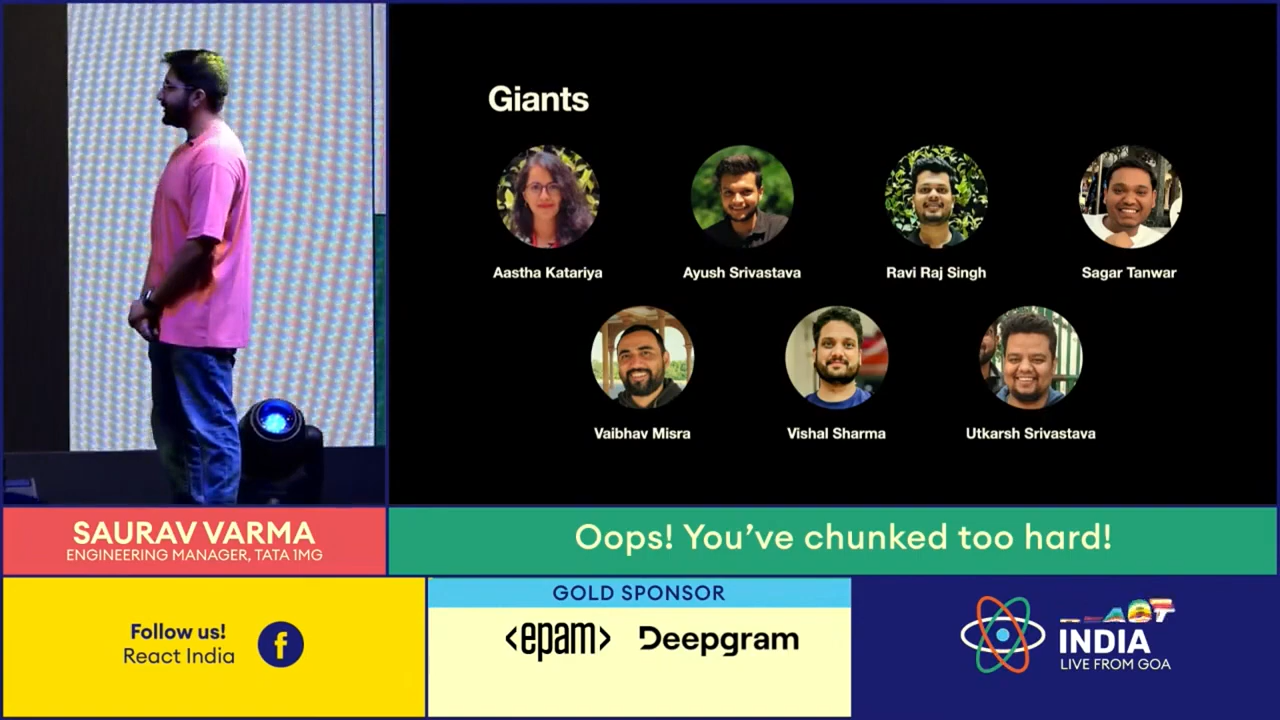 Giants
Aastha Katariya
Ayush Srivastava
Ravi Raj Singh
Sagar Tanwar
Vaibhav Misra
Vishal Sharma
Utkarsh Srivastava
SAURAV VARMA
ENGINEERING MANAGER, TATA 1MG
Oops! You’ve chunked too hard!
Follow us!
React India
f
GOLD SPONSOR
<epam>
Deepgram
REACT
INDIA
LIVE FROM GOA